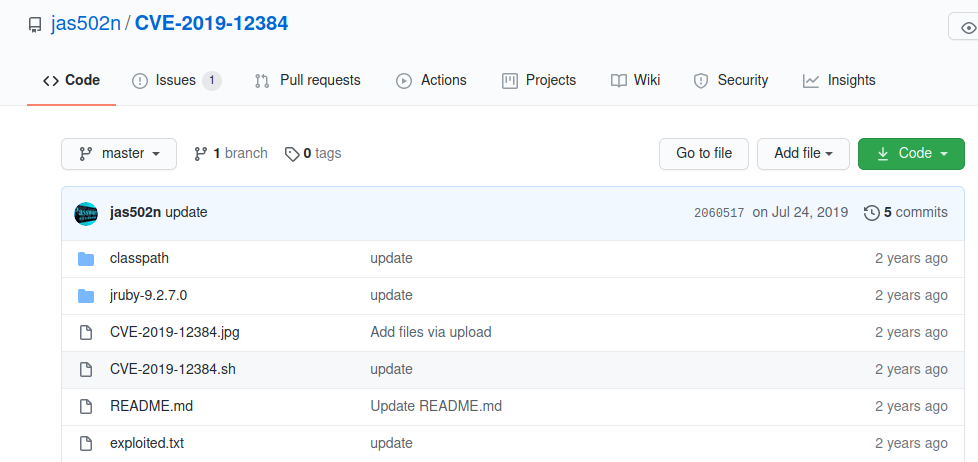 jas502n / CVE-2019-12384
Code Issues 1 Pull requests Actions Projects Wiki Security Insights
master 1 branch 0 tags Go to file Add file Code
jas502n update 2060517 on Jul 24, 2019 5 commits
classpath update 2 years ago
jruby-9.2.7.0 update 2 years ago
CVE-2019-12384.jpg Add files via upload 2 years ago
CVE-2019-12384.sh update 2 years ago
README.md Update README.md 2 years ago
exploited.txt update 2 years ago